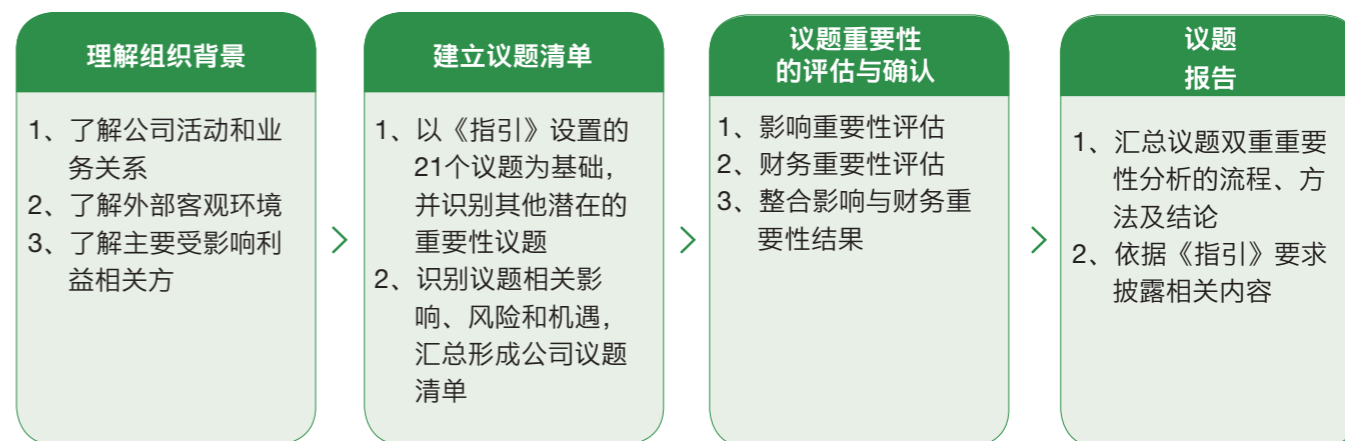 理解组织背景
1、了解公司活动和业
务关系
2、了解外部客观环境
3、了解主要受影响利
益相关方
建立议题清单
1、以《指引》设置的
21个议题为基础，
并识别其他潜在的
重要性议题
2、识别议题相关影
响、风险和机遇，
汇总形成公司议题
清单
议题重要性
的评估与确认
1、影响重要性评估
2、财务重要性评估
3、整合影响与财务重
要性结果
议题
报告
1、汇总议题双重重要
性分析的流程、方
法及结论
2、依据《指引》要求
披露相关内容